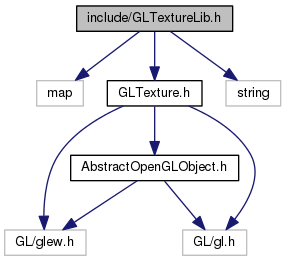 include/GLTextureLib.h
map
GLTexture.h
string
AbstractOpenGLObject.h
GL/glew.h
GL/gl.h